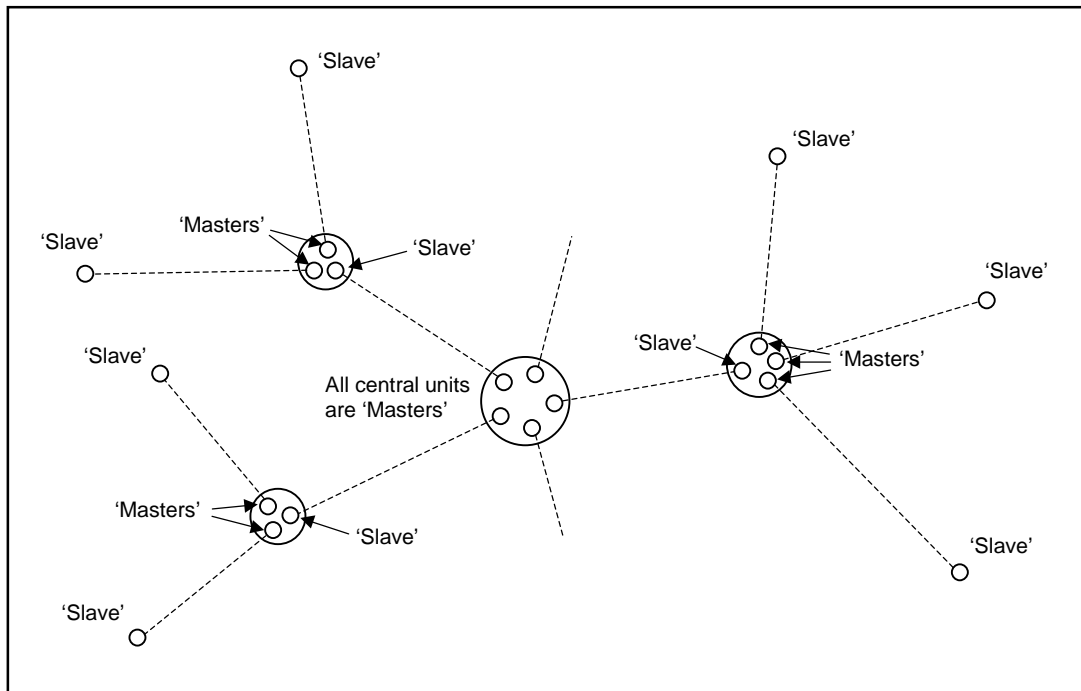 ‘Slave’
‘Slave’
‘Masters’
‘Slave’
‘Slave’
‘Slave’
‘Slave’
‘Slave’
‘Masters’
All central units
are ‘Masters’
‘Masters’
‘Slave’
‘Slave’
‘Slave’